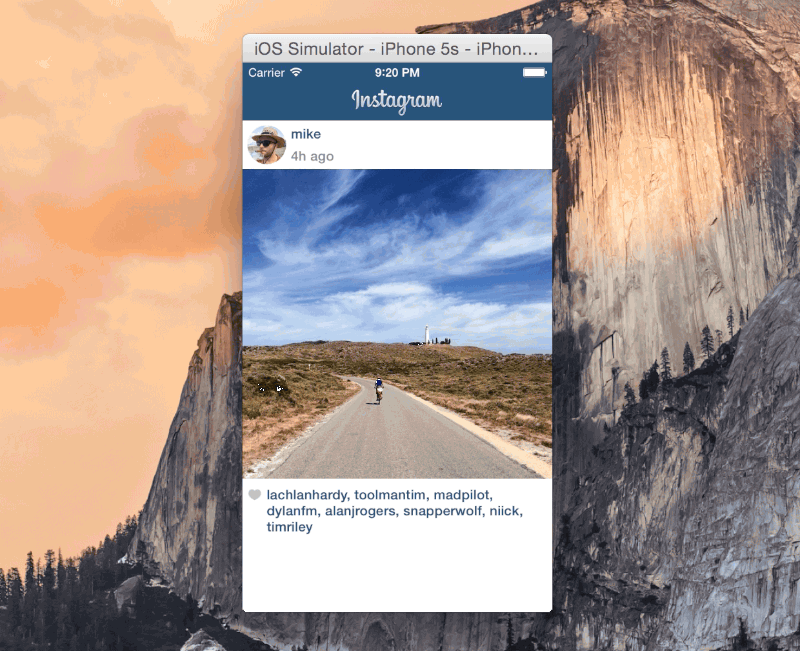 iOS Simulator - iPhone 5s - iPhon...
Carrier 9:20 PM
Instagram
mike
4h ago
lachlanhardy, toolmantim, madpilot,
dylanfm, alanjrogers, snapperwolf, niick,
timriley